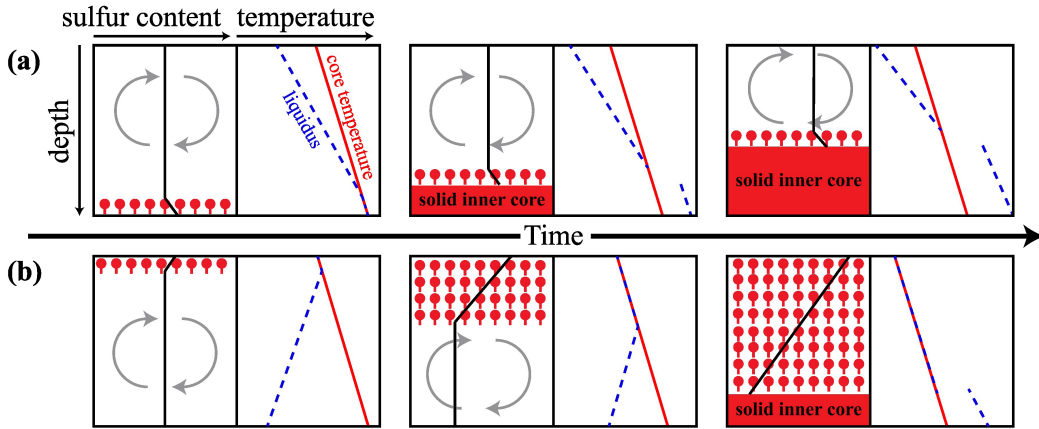 sulfur content temperature
(a)
depth
liquidus
core temperature
solid inner core
solid inner core
Time
(b)
solid inner core